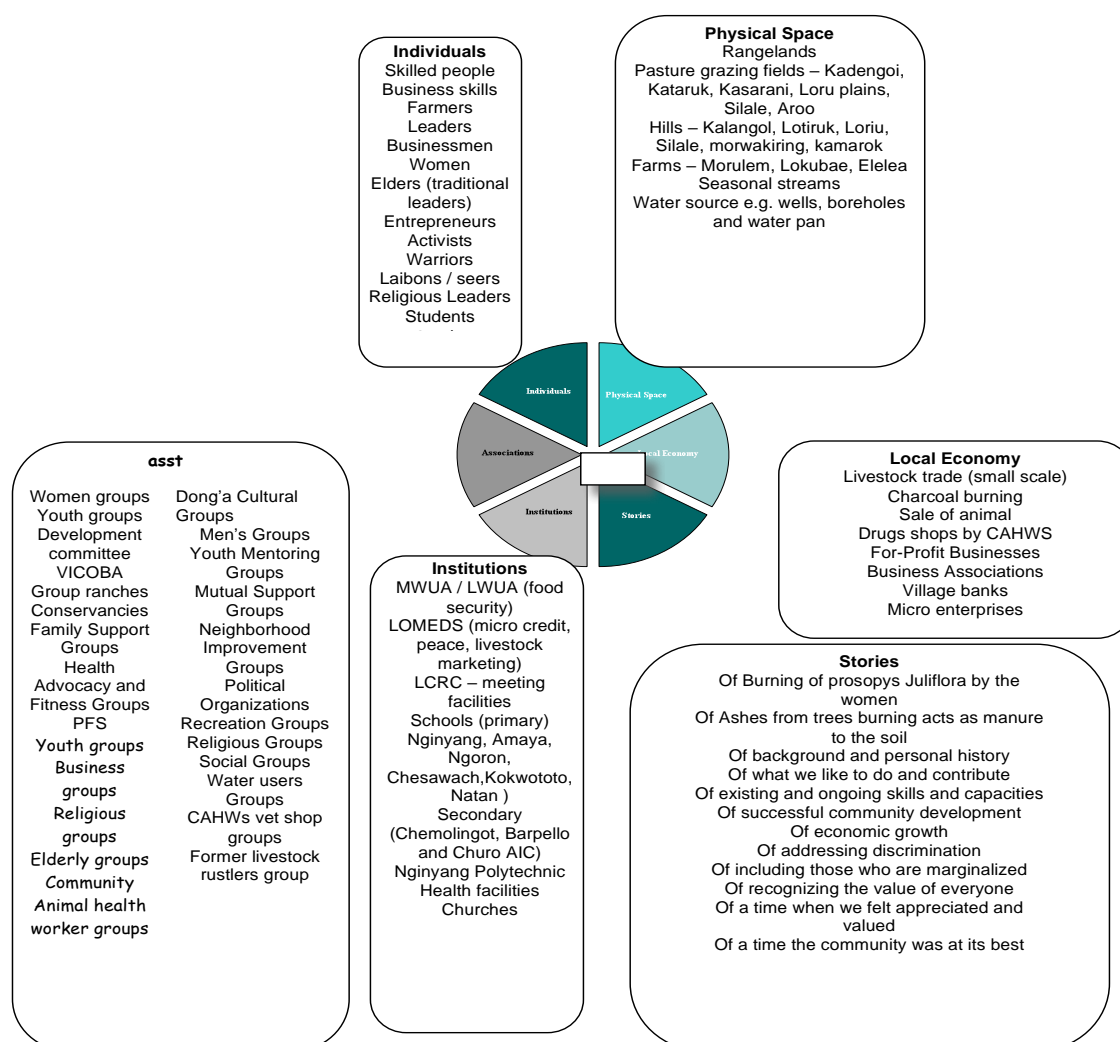 Individuals
Skilled people
Business skills
Farmers
Leaders
Businessmen
Women
Elders (traditional
leaders)
Entrepreneurs
Activists
Warriors
Laibons / seers
Religious Leaders
Students
Physical Space
Rangelands
Pasture grazing fields – Kadengoi,
Kataruk, Kasarani, Loru plains,
Silale, Aroo
Hills – Kalangol, Lotiruk, Loriu,
Silale, morwakiring, kamarok
Farms – Morulem, Lokubae, Elelea
Seasonal streams
Water source e.g. wells, boreholes
and water pan
Individuals
Physical Space
Associations
Local Economy
Institutions
Stories
asst
Women groups
Youth groups
Development
committee
VICOBA
Group ranches
Conservancies
Family Support
Groups
Health
Advocacy and
Fitness Groups
PFS
Youth groups
Business
groups
Religious
groups
Elderly groups
Community
Animal health
worker groups
Dong'a Cultural
Groups
Men's Groups
Youth Mentoring
Groups
Mutual Support
Groups
Neighborhood
Improvement
Groups
Political
Organizations
Recreation Groups
Religious Groups
Social Groups
Water users
Groups
CAHWs vet shop
groups
Former livestock
rustlers group
Institutions
MWUA / LWUA (food
security)
LOMEDS (micro credit,
peace, livestock
marketing)
LCRC – meeting
facilities
Schools (primary)
Nginyang, Amaya,
Ngoron,
Chesawach,Kokwototo,
Natan )
Secondary
(Chemolingot, Barpello
and Churo AIC)
Nginyang Polytechnic
Health facilities
Churches
Local Economy
Livestock trade (small scale)
Charcoal burning
Sale of animal
Drugs shops by CAHWS
For-Profit Businesses
Business Associations
Village banks
Micro enterprises
Stories
Of Burning of prosopys Juliflora by the
women
Of Ashes from trees burning acts as manure
to the soil
Of background and personal history
Of what we like to do and contribute
Of existing and ongoing skills and capacities
Of successful community development
Of economic growth
Of addressing discrimination
Of including those who are marginalized
Of recognizing the value of everyone
Of a time when we felt appreciated and
valued
Of a time the community was at its best